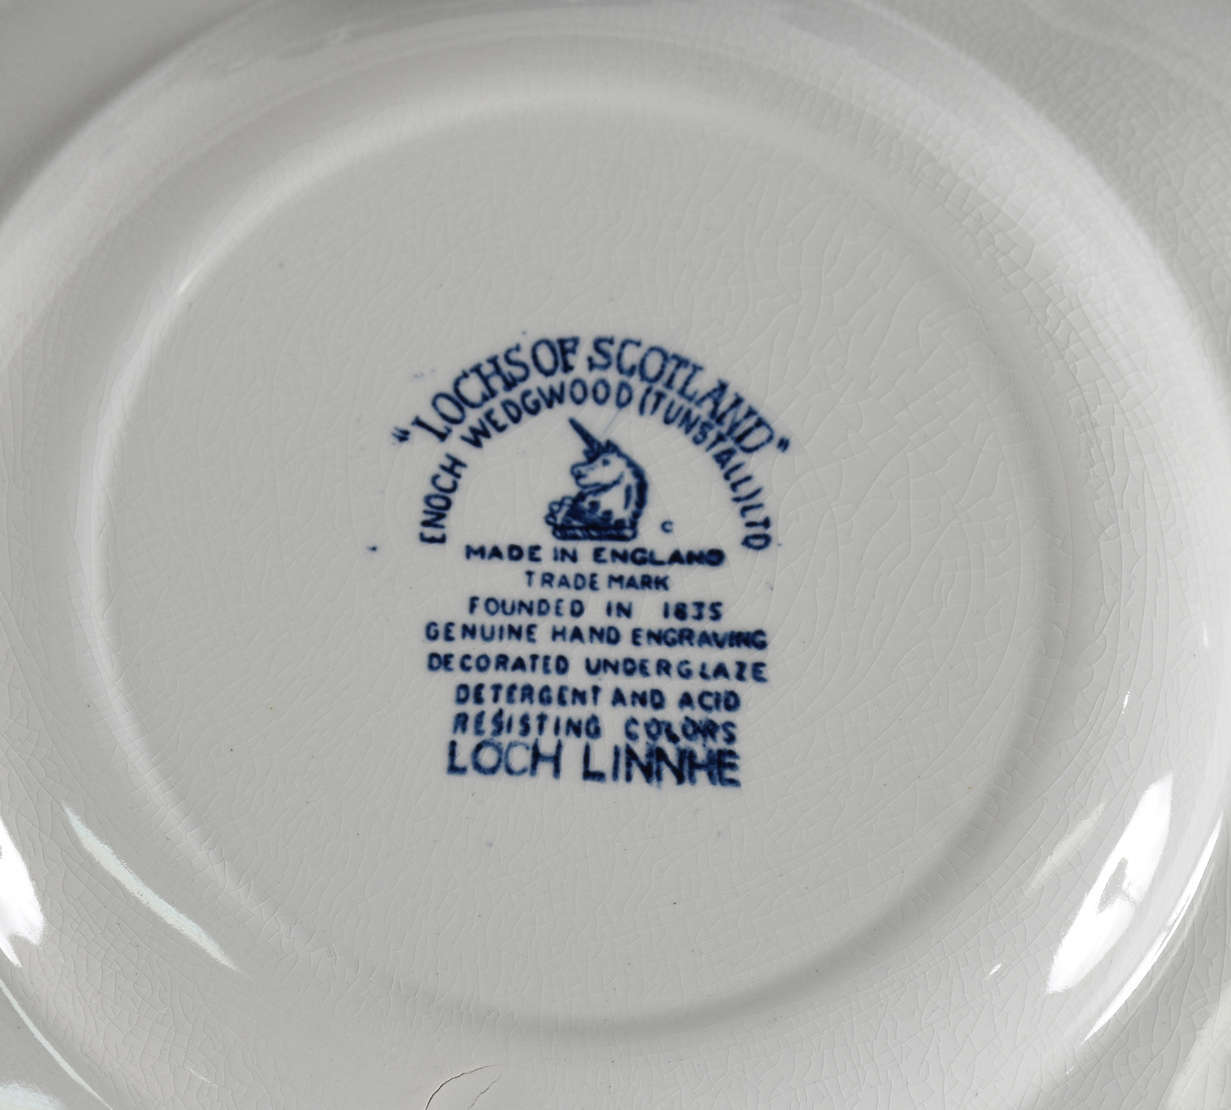 "LOCHS OF SCOTLAND"
ENOCH WEDGWOOD (TUNSTALL) LTD
C
MADE IN ENGLAND
TRADE MARK
FOUNDED IN 1835
GENUINE HAND ENGRAVING
DECORATED UNDERGLAZE
DETERGENT AND ACID
RESISTING COLORS
LOCH LINNHE